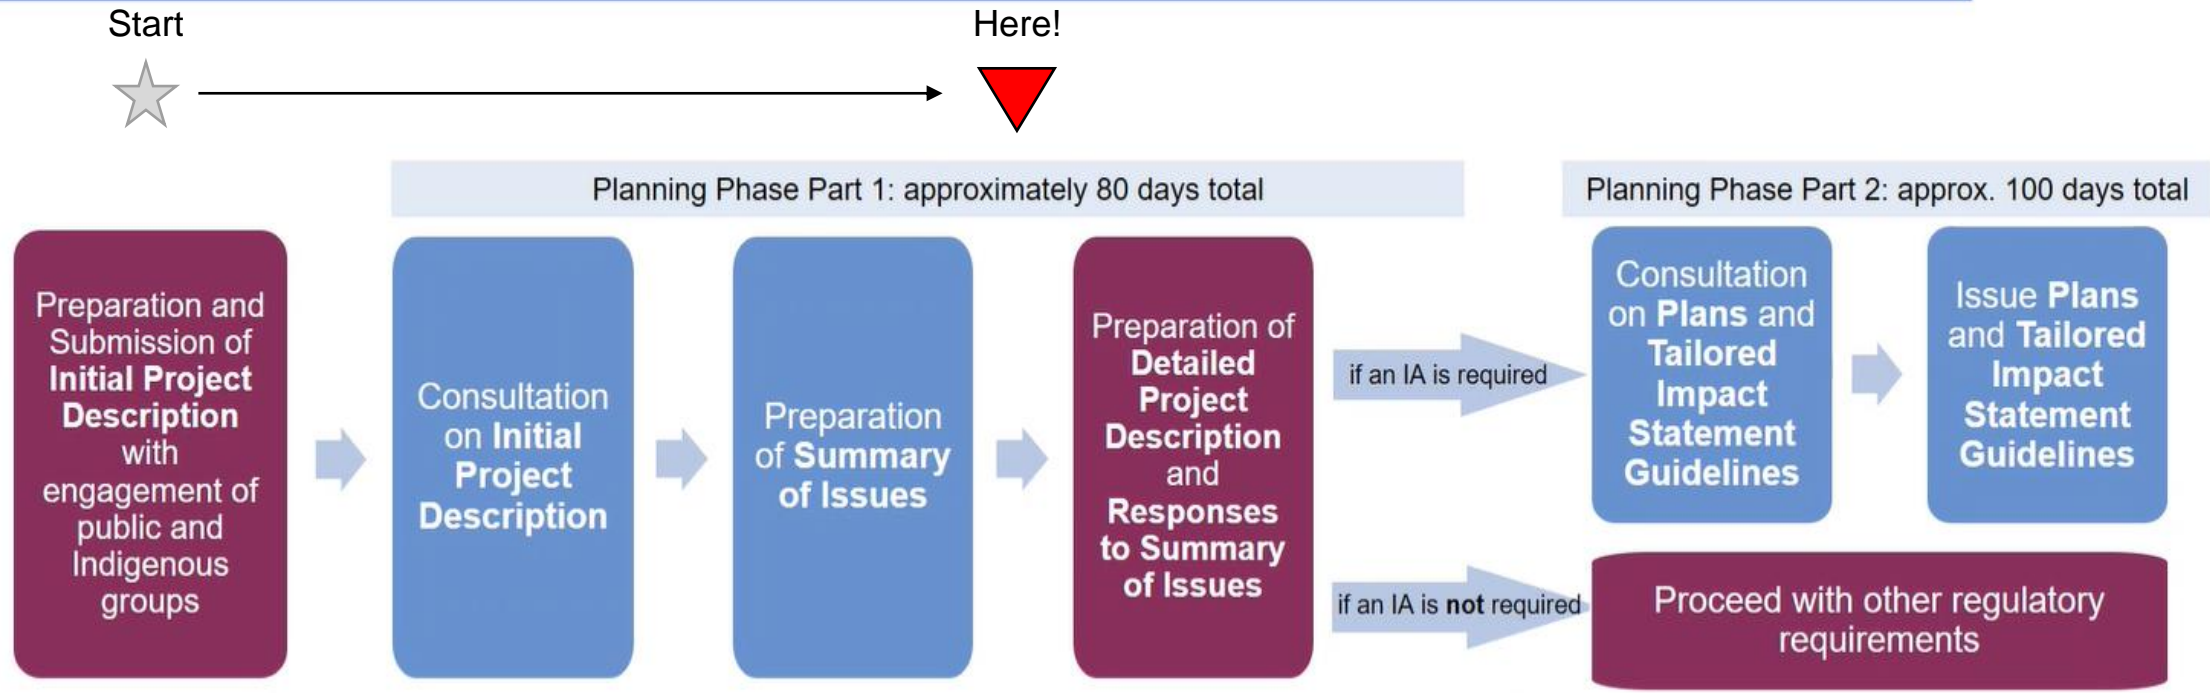 Start
Here!
Planning Phase Part 1: approximately 80 days total
Planning Phase Part 2: approx. 100 days total
Preparation and
Submission of
Initial Project
Description
with
engagement of
public and
Indigenous
groups
Consultation
on Initial
Project
Description
Preparation
of Summary
of Issues
Preparation of
Detailed
Project
Description
and
Responses
to Summary
of Issues
if an IA is required
Consultation
on Plans and
Tailored
Impact
Statement
Guidelines
Issue Plans
and Tailored
Impact
Statement
Guidelines
if an IA is not required
Proceed with other regulatory
requirements